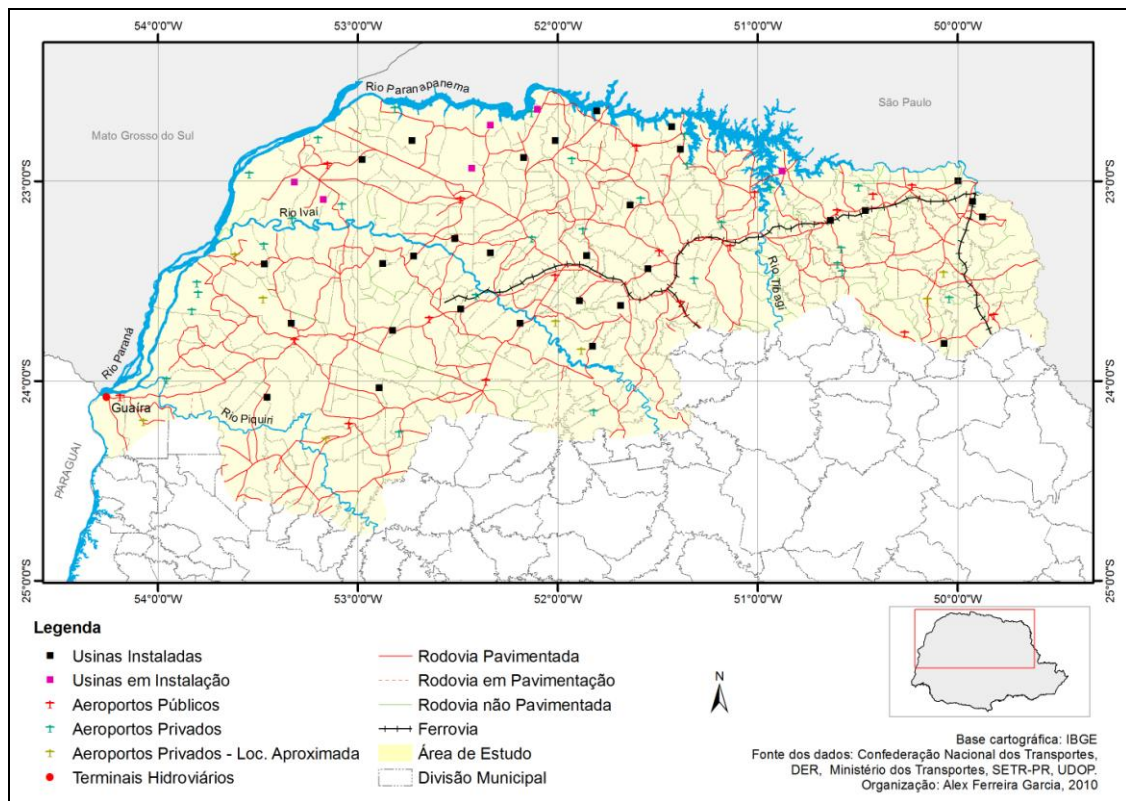 54°0'0"W 53°0'0"W 52°0'0"W 51°0'0"W 50°0'0"W
Rio Paranapanema
São Paulo
Mato Grosso do Sul
23°0'0"S 23°0'0"S
Rio Ivaí
Rio Tibagi
Rio Paraná
24°0'0"S 24°0'0"S
Guaíra
Rio Piquiri
PARAGUAI
25°0'0"S 25°0'0"S
54°0'0"W 53°0'0"W 52°0'0"W 51°0'0"W 50°0'0"W
Legenda
Usinas Instaladas
Usinas em Instalação
Aeroportos Públicos
Aeroportos Privados
Aeroportos Privados - Loc. Aproximada
Terminais Hidroviários
Rodovia Pavimentada
Rodovia em Pavimentação
Rodovia não Pavimentada
Ferrovia
Área de Estudo
Divisão Municipal
N
Base cartográfica: IBGE
Fonte dos dados: Confederação Nacional dos Transportes,
DER, Ministério dos Transportes, SETR-PR, UDOP.
Organização: Alex Ferreira Garcia, 2010